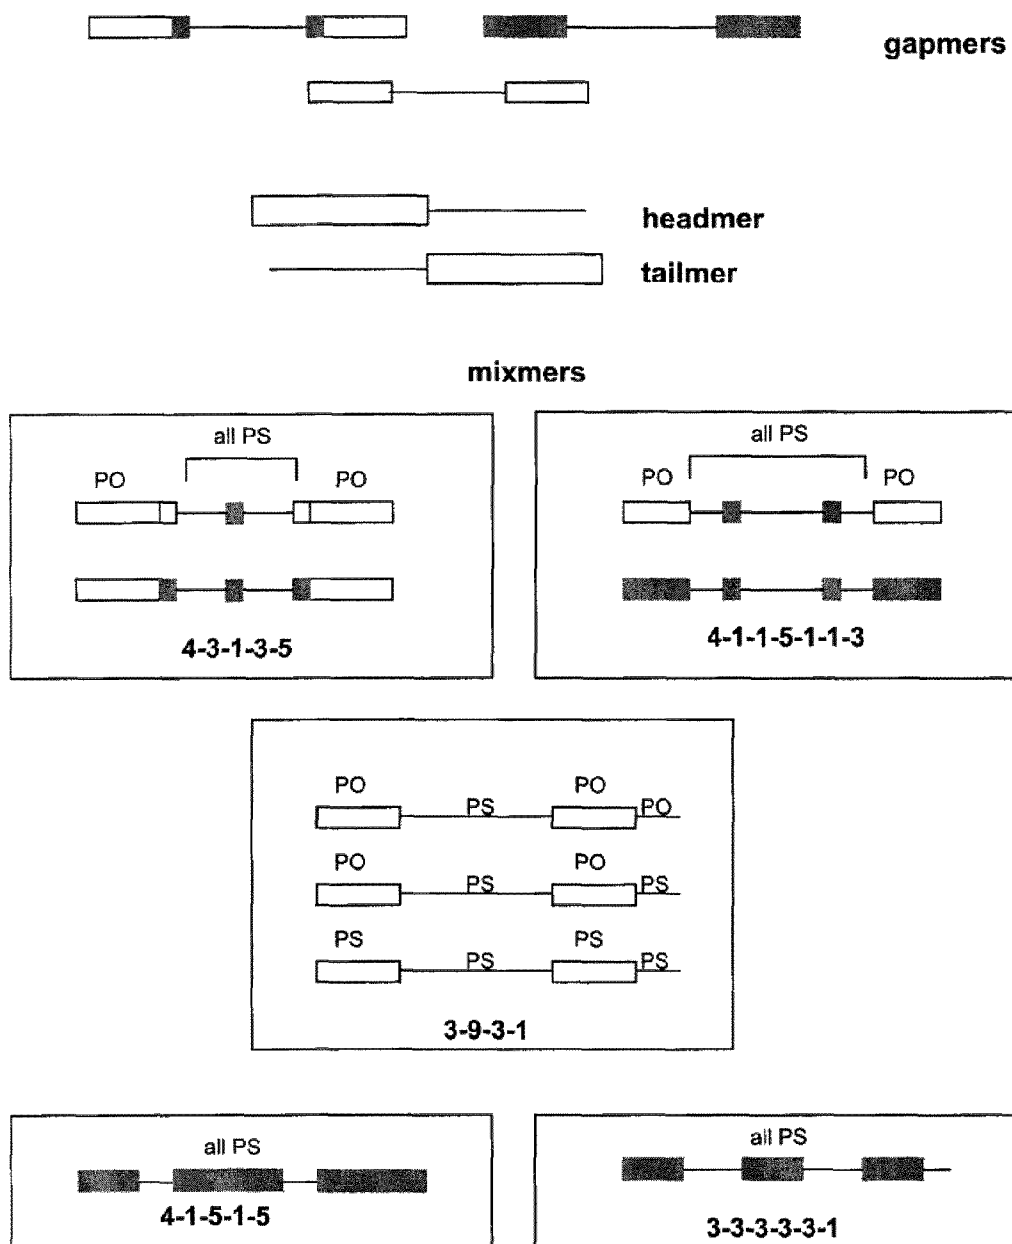 gapmers
headmer
tailmer
mixmers
all PS
PO PO
4-3-1-3-5
all PS
PO PO
4-1-1-5-1-1-3
PO PO
PS PO
PO PO
PS PS
PS PS
PS PS
3-9-3-1
all PS
4-1-5-1-5
all PS
3-3-3-3-3-1